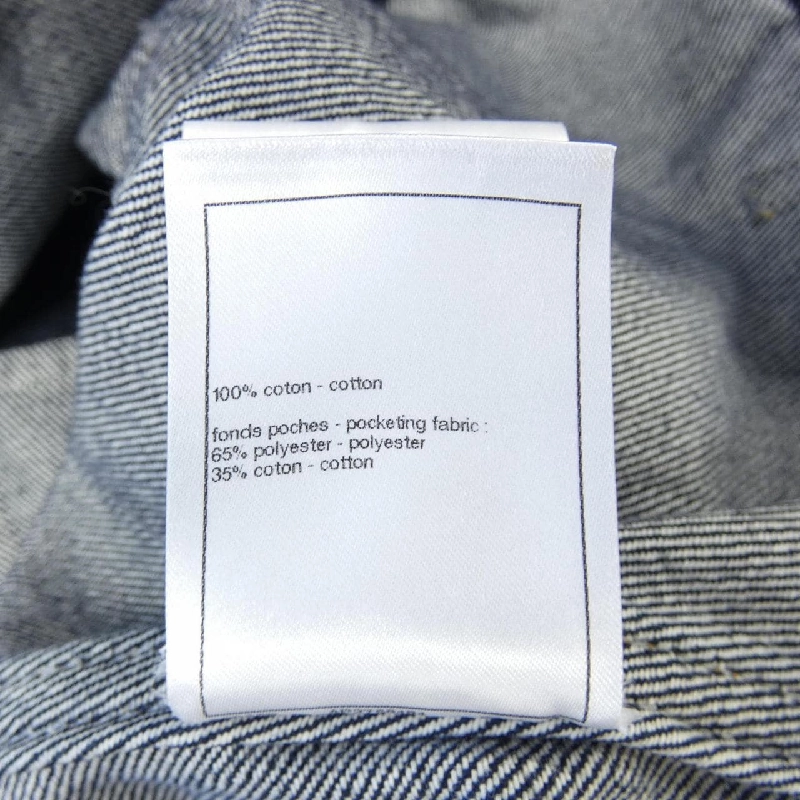 100% coton - cotton
fonds poches - pocketing fabric :
65% polyester - polyester
35% coton - cotton